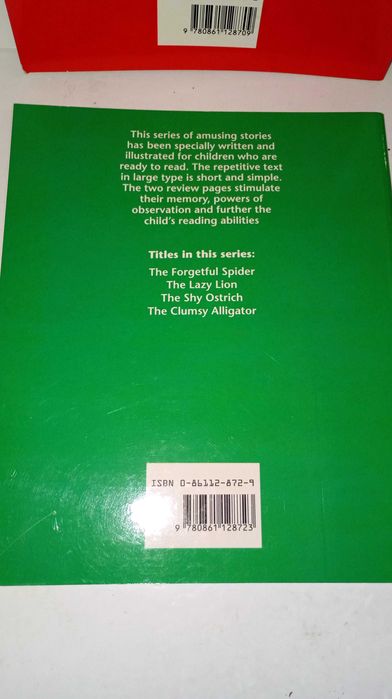 9 780861 128709
This series of amusing stories
has been specially written and
illustrated for children who are
ready to read. The repetitive text
in large type is short and simple.
The two review pages stimulate
their memory, powers of
observation and further the
child's reading abilities
Titles in this series:
The Forgetful Spider
The Lazy Lion
The Shy Ostrich
The Clumsy Alligator
ISBN 0-86112-872-9
9 780861 128723